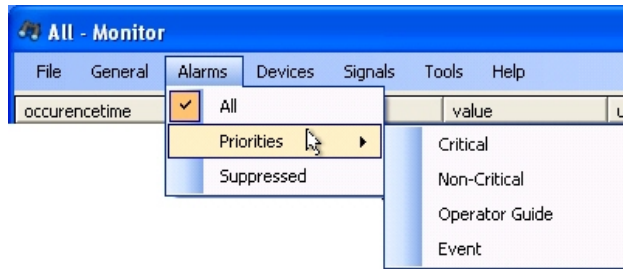 All - Monitor
File General Alarms Devices Signals Tools Help
occurencetime value u
All
Priorities
Suppressed
Critical
Non-Critical
Operator Guide
Event